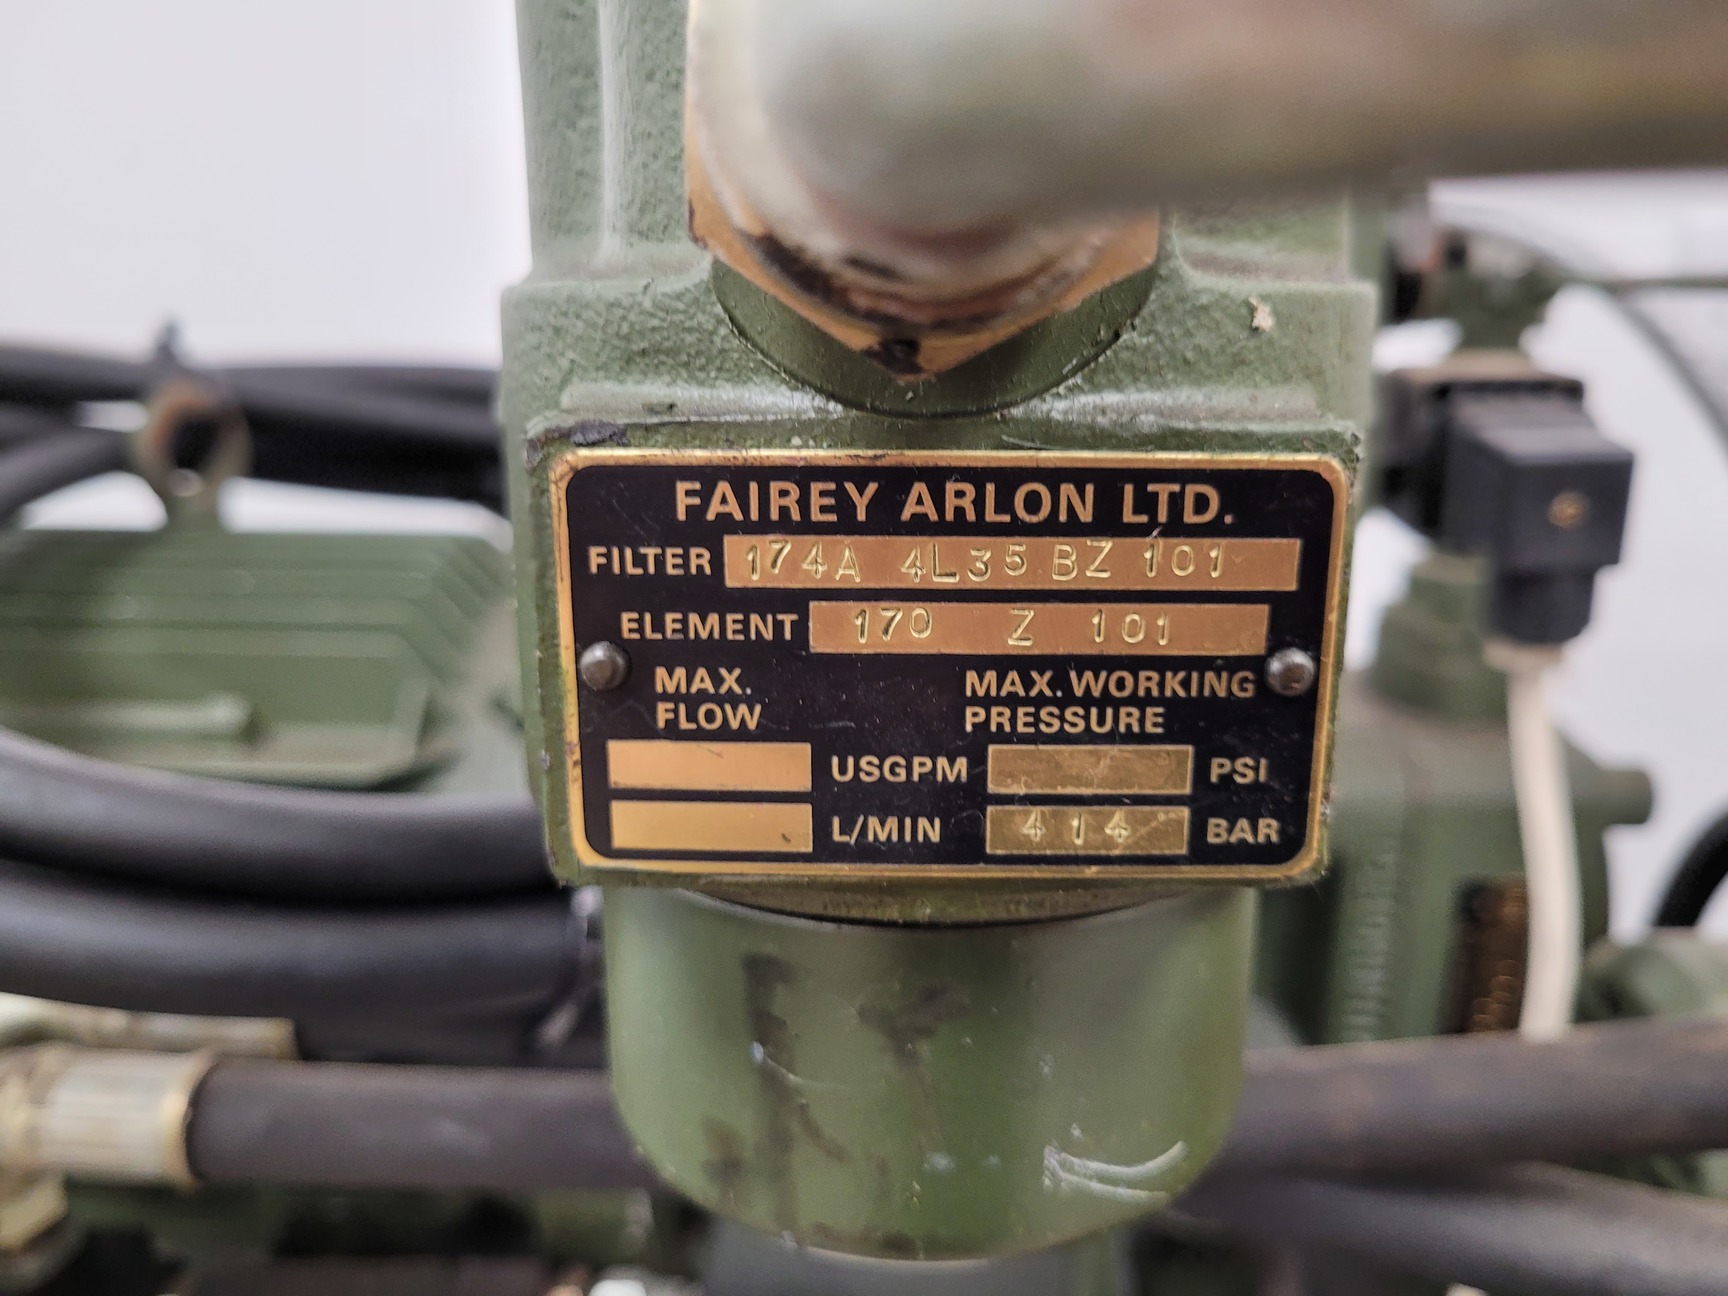 FAIREY ARLON LTD.
FILTER 174A 4L35 BZ 101
ELEMENT 170 Z 101
MAX. FLOW
MAX. WORKING PRESSURE
USGPM PSI
L/MIN 414 BAR